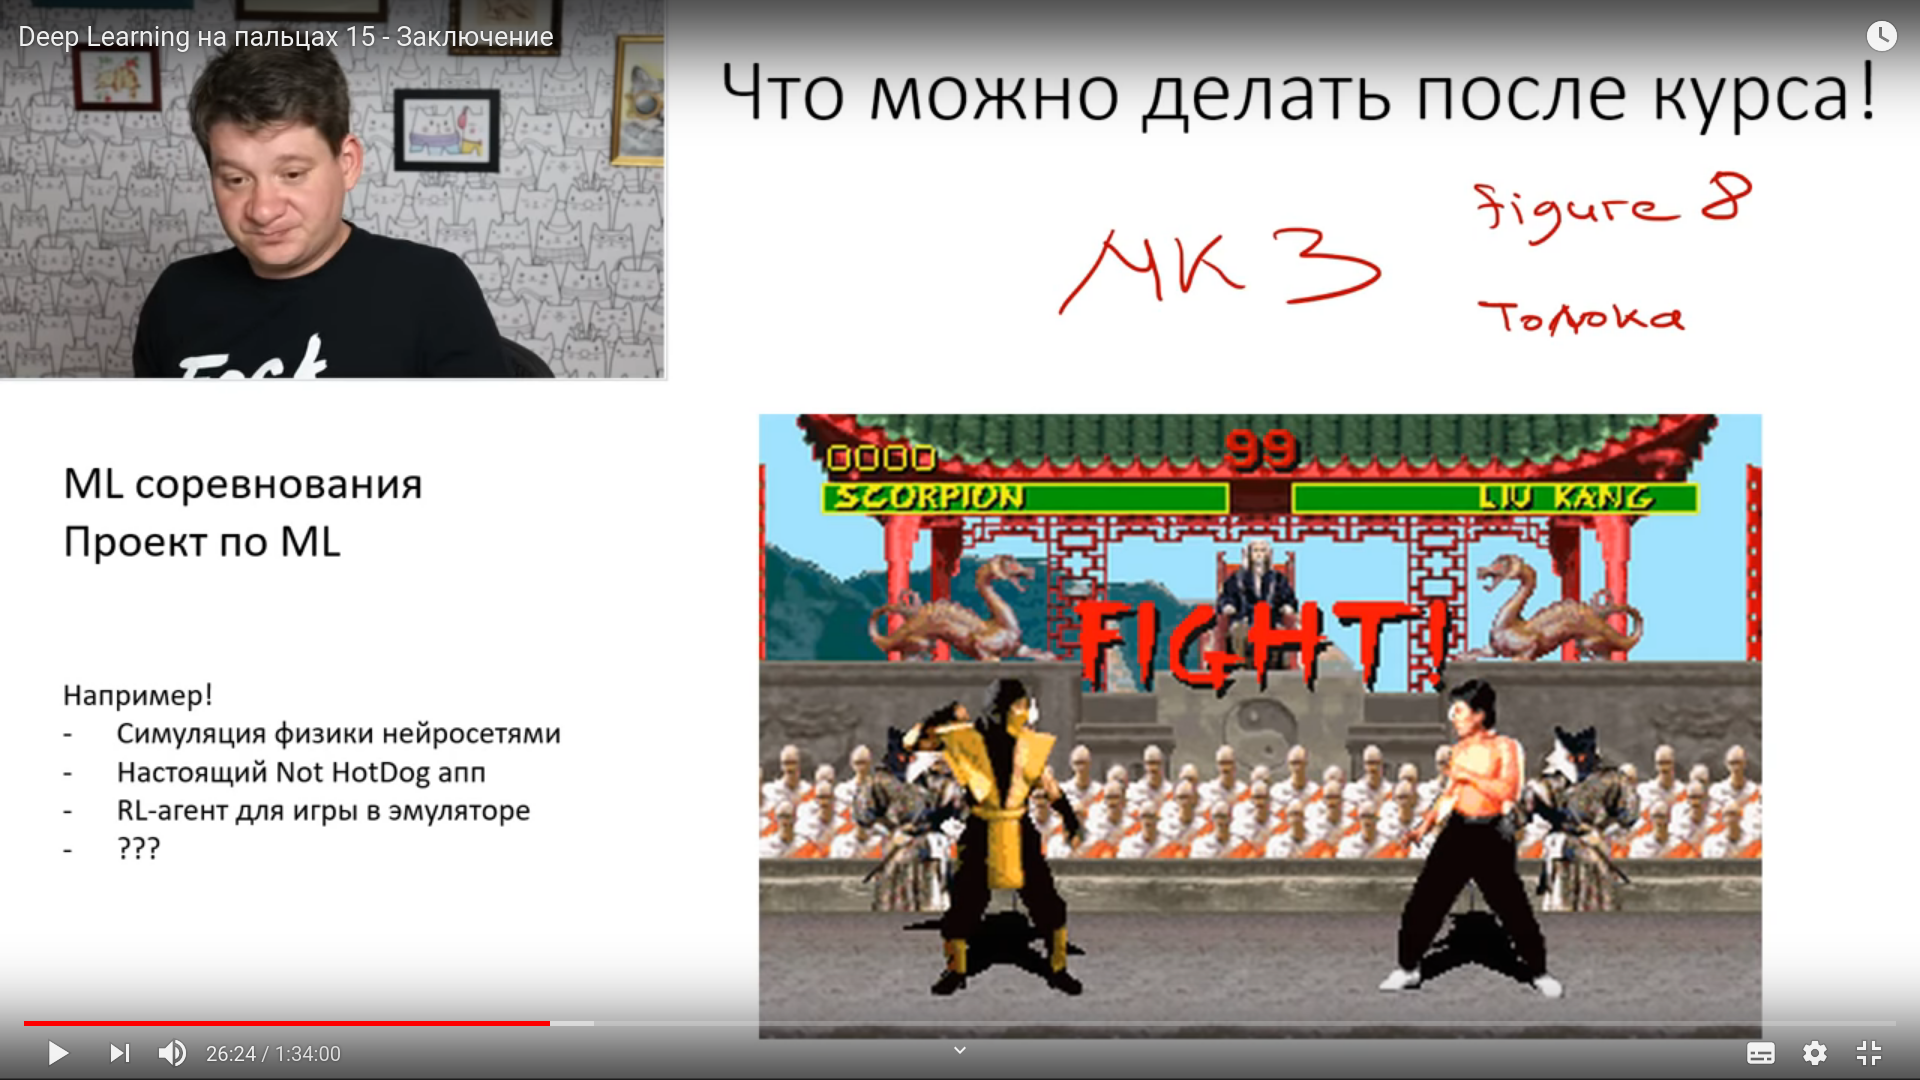 Deep Learning на пальцах 15 - Заключение
Что можно делать после курса!
figure 8
МК 3
Толока
ML соревнования
Проект по ML
Например!
- Симуляция физики нейросетями
- Настоящий Not HotDog апп
- RL-агент для игры в эмуляторе
- ???
0000
99
SCORPION
LIU KANG
FIGHT!
26:24 / 1:34:00